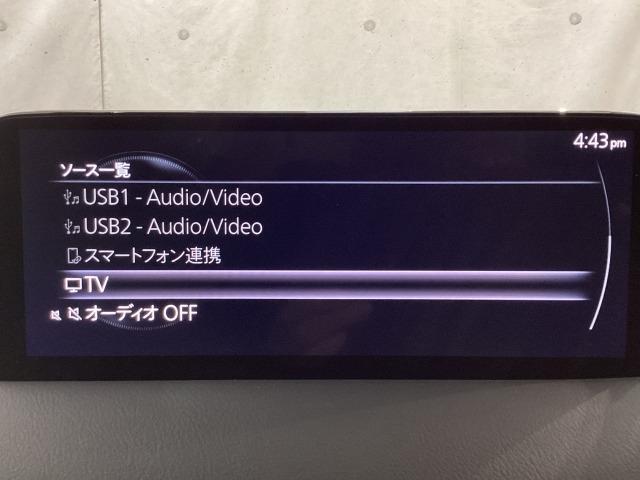 4:43pm
ソース一覧
USB1 - Audio/Video
USB2 - Audio/Video
スマートフォン連携
TV
オーディオ OFF